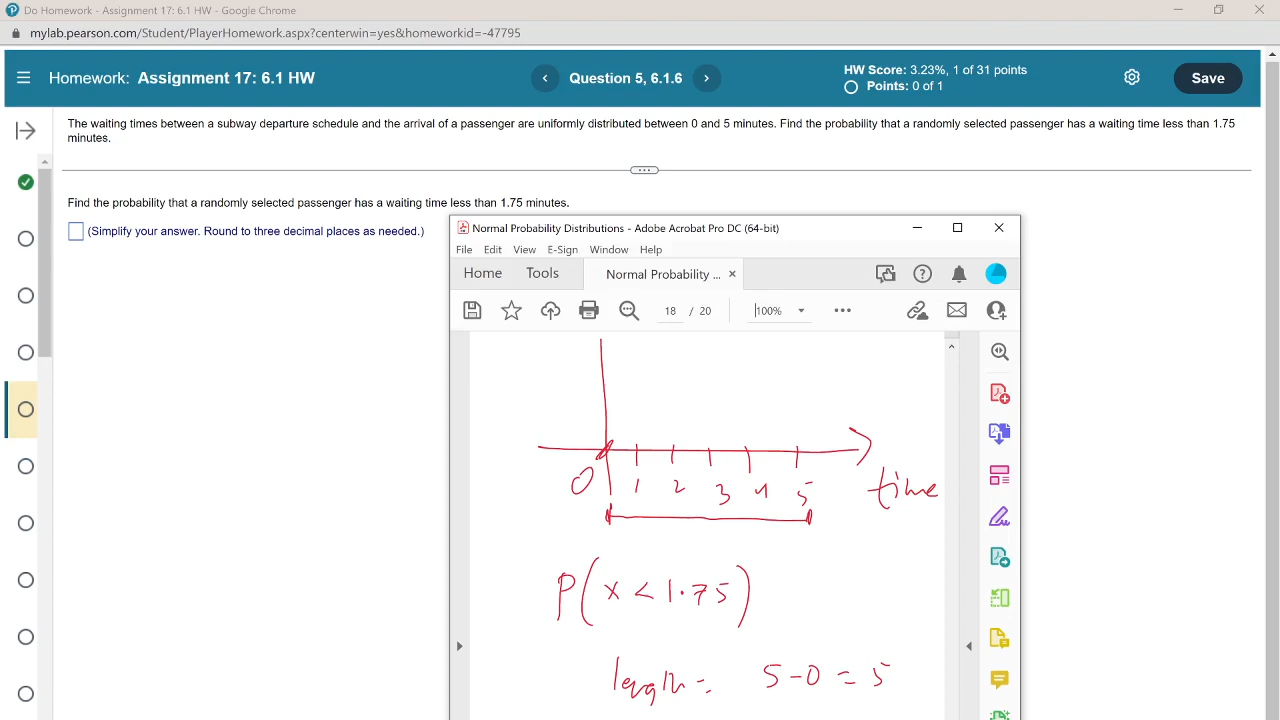 Do Homework - Assignment 17: 6.1 HW - Google Chrome
mylab.pearson.com/Student/PlayerHomework.aspx?centerwin=yes&homeworkid=-47795
Homework: Assignment 17: 6.1 HW
Question 5, 6.1.6
HW Score: 3.23%, 1 of 31 points
Points: 0 of 1
Save
The waiting times between a subway departure schedule and the arrival of a passenger are uniformly distributed between 0 and 5 minutes. Find the probability that a randomly selected passenger has a waiting time less than 1.75
minutes.
Find the probability that a randomly selected passenger has a waiting time less than 1.75 minutes.
(Simplify your answer. Round to three decimal places as needed.)
Normal Probability Distributions - Adobe Acrobat Pro DC (64-bit)
File Edit View E-Sign Window Help
Home Tools Normal Probability ...
18 / 20 100%
0 1 2 3 4 5 time
P(x < 1.75)
length = 5-0 = 5